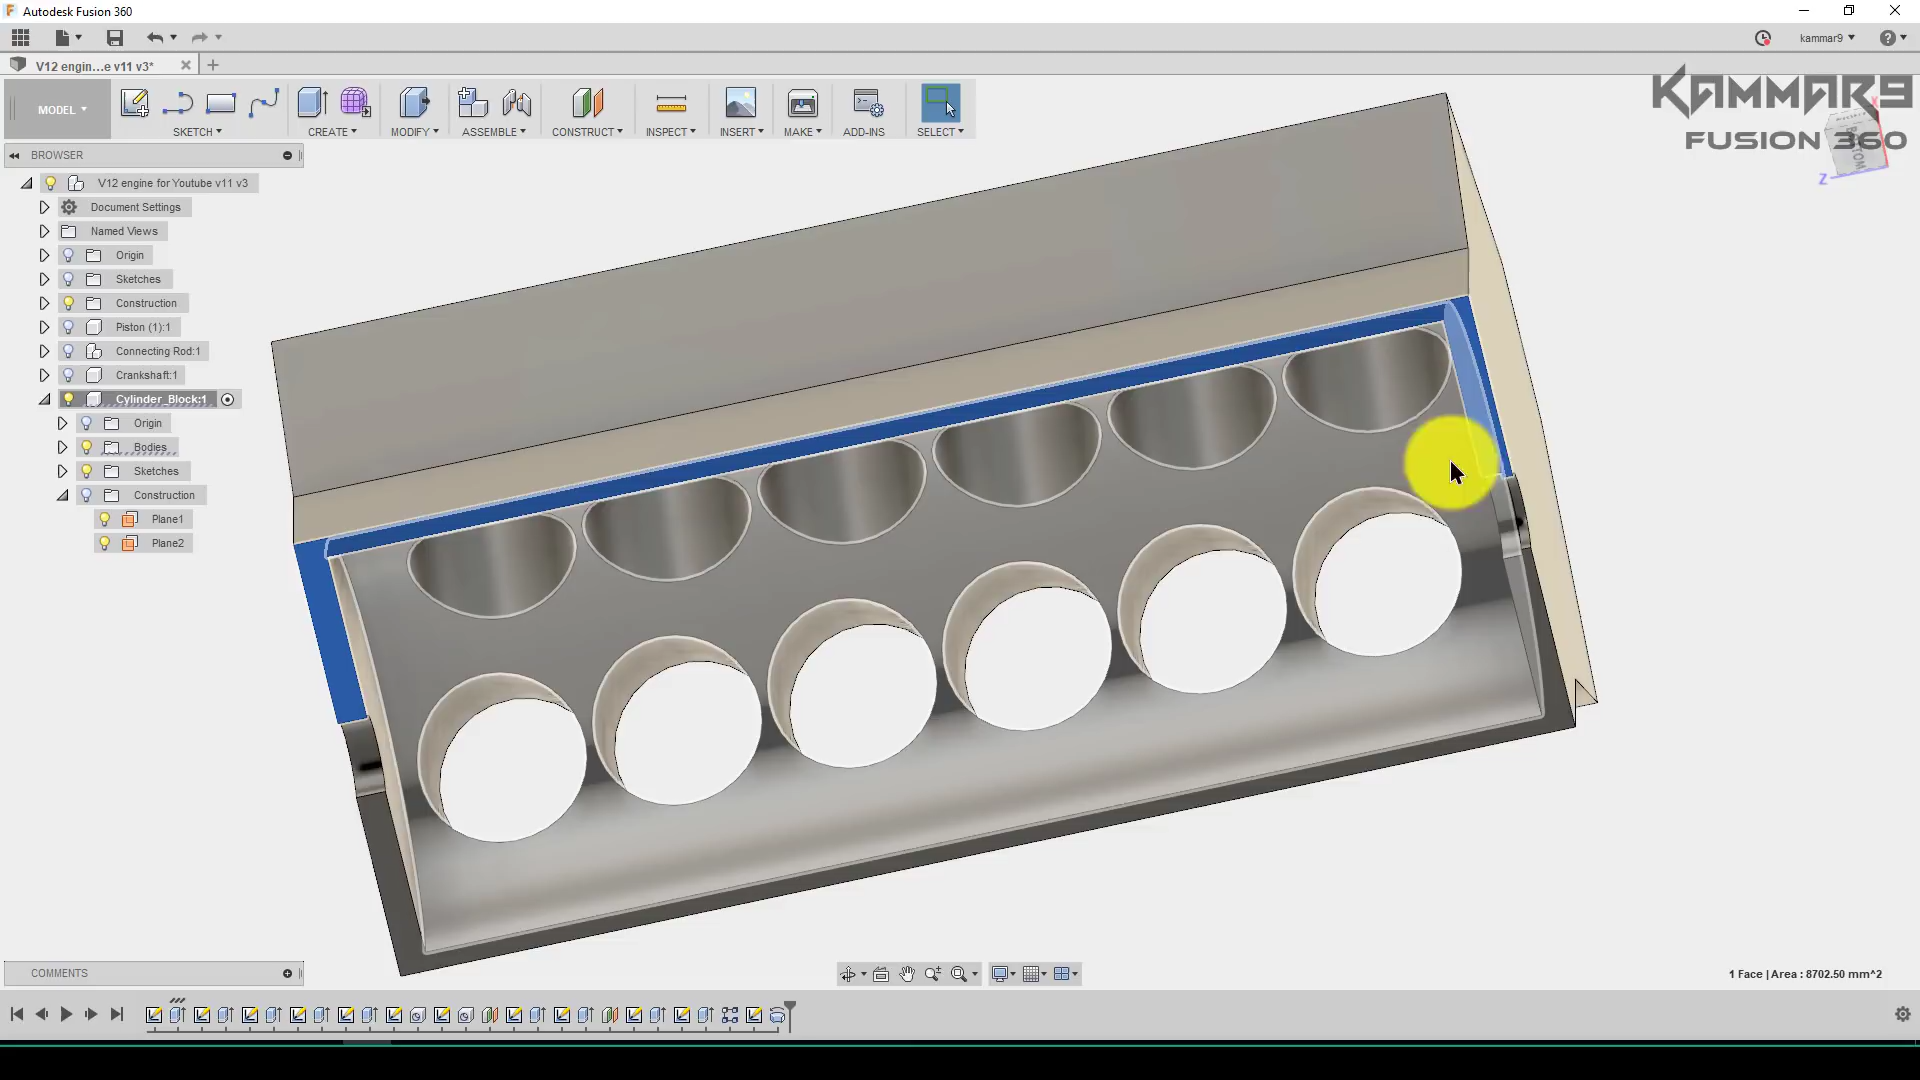 Autodesk Fusion 360
kammar9
V12 engin...e v11 v3*
KAMMAR9
FUSION 360
MODEL
SKETCH
CREATE
MODIFY
ASSEMBLE
CONSTRUCT
INSPECT
INSERT
MAKE
ADD-INS
SELECT
BOTTOM
X
Z
BROWSER
V12 engine for Youtube v11 v3
Document Settings
Named Views
Origin
Sketches
Construction
Piston (1):1
Connecting Rod:1
Crankshaft:1
Cylinder_Block:1
Origin
Bodies
Sketches
Construction
Plane1
Plane2
COMMENTS
1 Face | Area : 8702.50 mm^2